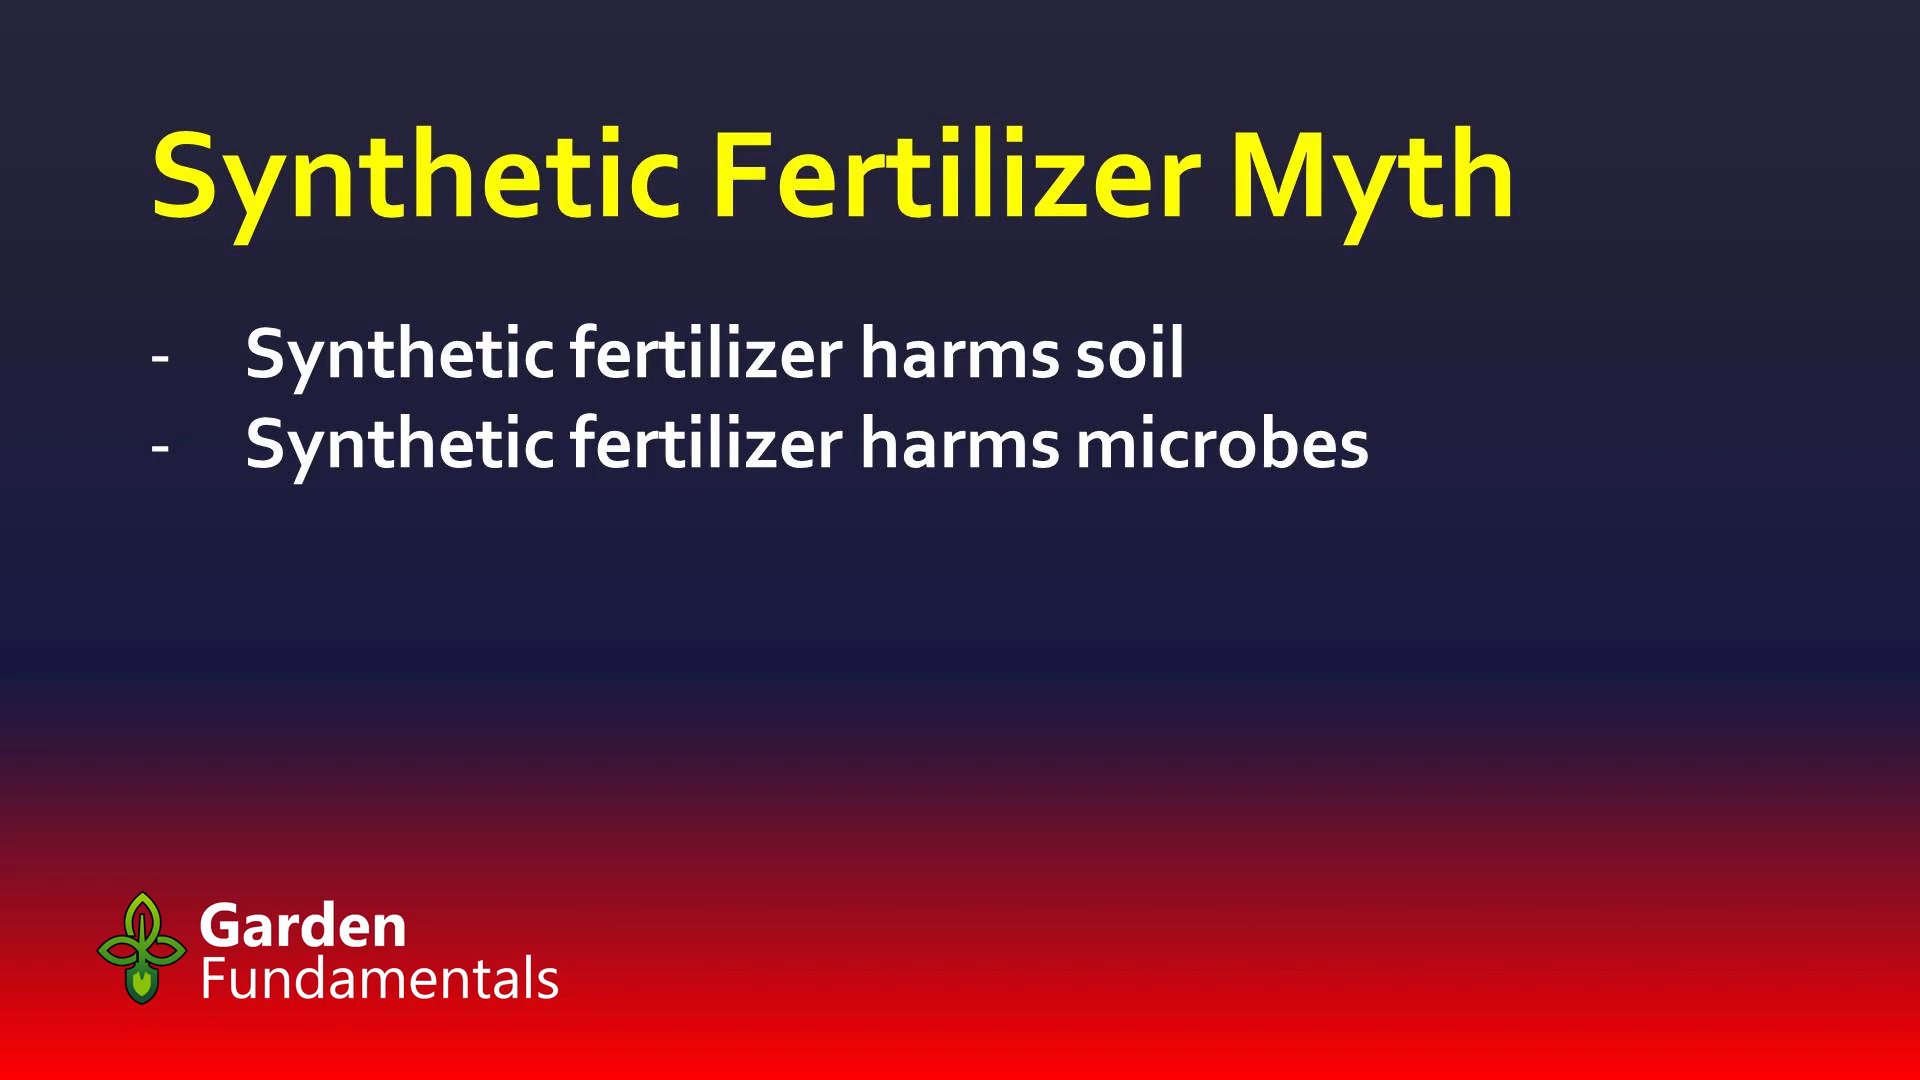 Synthetic Fertilizer Myth
- Synthetic fertilizer harms soil
- Synthetic fertilizer harms microbes
Garden
Fundamentals